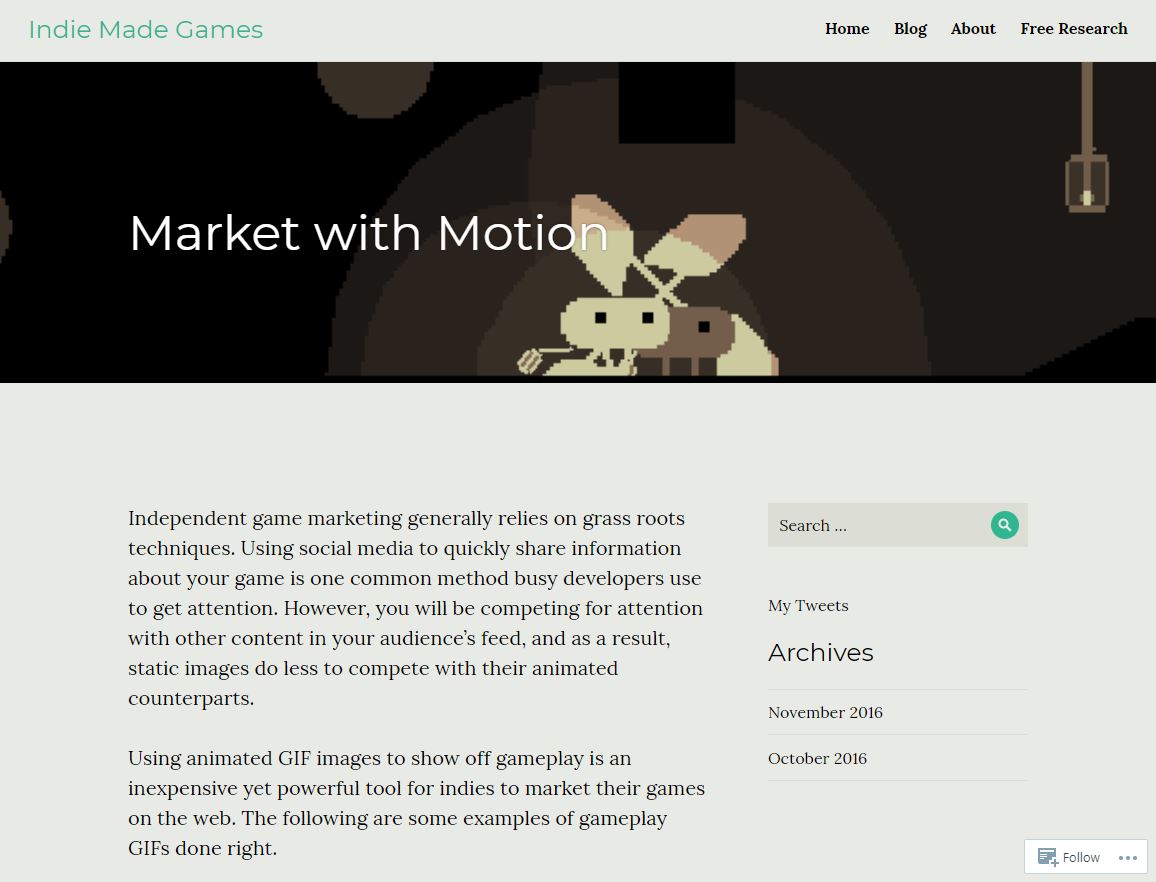 Indie Made Games
Home Blog About Free Research
Market with Motion
Independent game marketing generally relies on grass roots
techniques. Using social media to quickly share information
about your game is one common method busy developers use
to get attention. However, you will be competing for attention
with other content in your audience’s feed, and as a result,
static images do less to compete with their animated
counterparts.
Using animated GIF images to show off gameplay is an
inexpensive yet powerful tool for indies to market their games
on the web. The following are some examples of gameplay
GIFs done right.
Search …
My Tweets
Archives
November 2016
October 2016
Follow